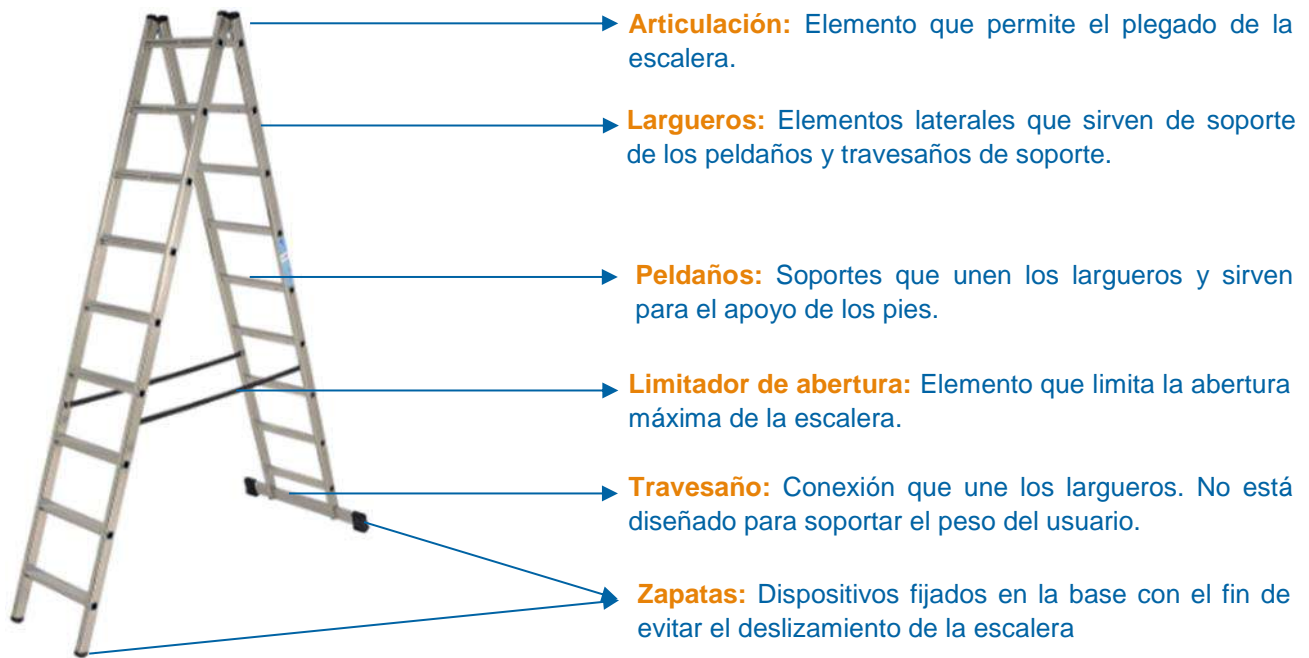 Articulación: Elemento que permite el plegado de la
escalera.
Largueros: Elementos laterales que sirven de soporte
de los peldaños y travesaños de soporte.
Peldaños: Soportes que unen los largueros y sirven
para el apoyo de los pies.
Limitador de abertura: Elemento que limita la abertura
máxima de la escalera.
Travesaño: Conexión que une los largueros. No está
diseñado para soportar el peso del usuario.
Zapatas: Dispositivos fijados en la base con el fin de
evitar el deslizamiento de la escalera